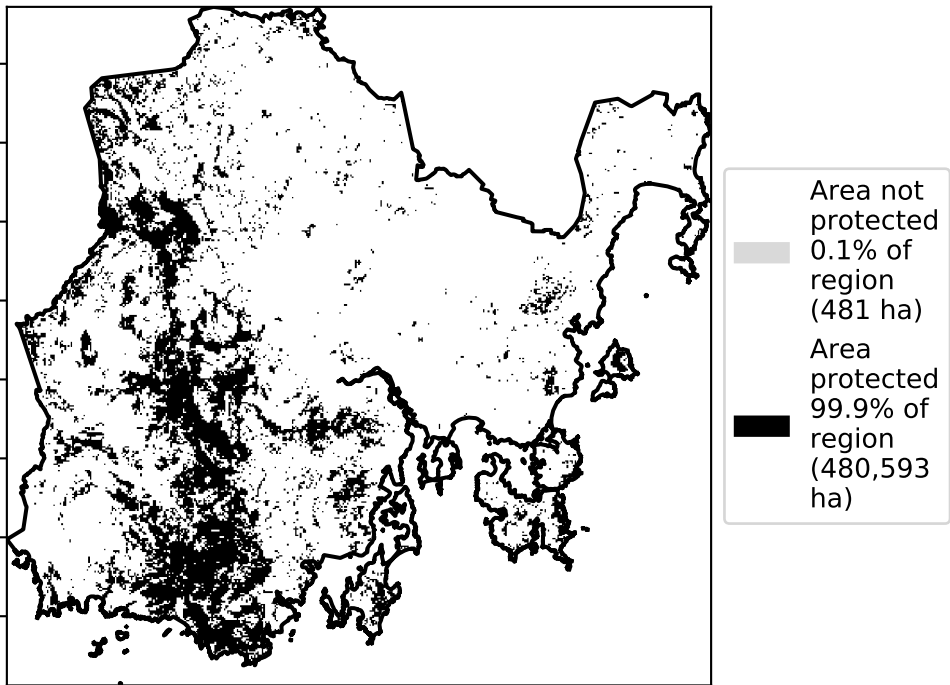 Area not
protected
0.1% of
region
(481 ha)
Area
protected
99.9% of
region
(480,593
ha)